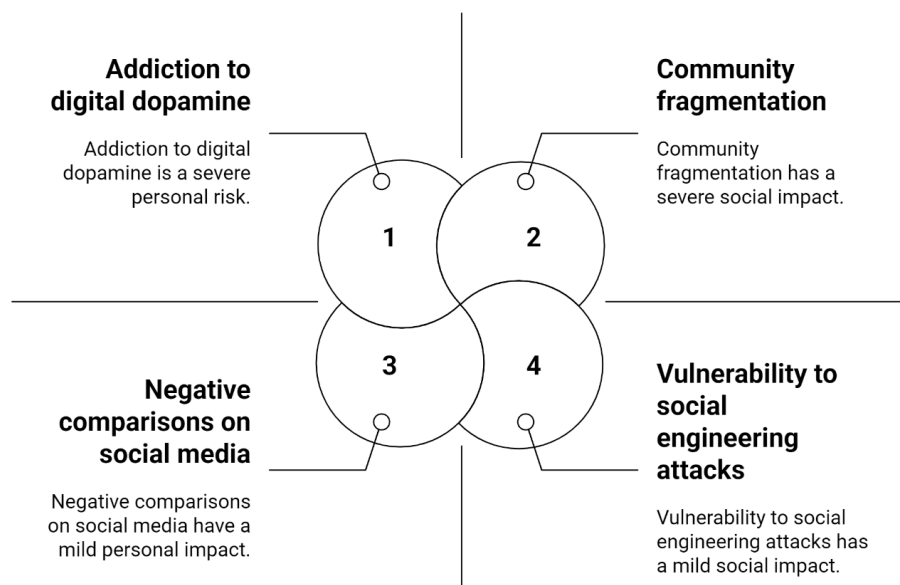 Addiction to
digital dopamine
Addiction to digital
dopamine is a severe
personal risk.
Community
fragmentation
Community
fragmentation has a
severe social impact.
1
2
3
4
Negative
comparisons on
social media
Negative comparisons
on social media have a
mild personal impact.
Vulnerability to
social
engineering
attacks
Vulnerability to social
engineering attacks has
a mild social impact.